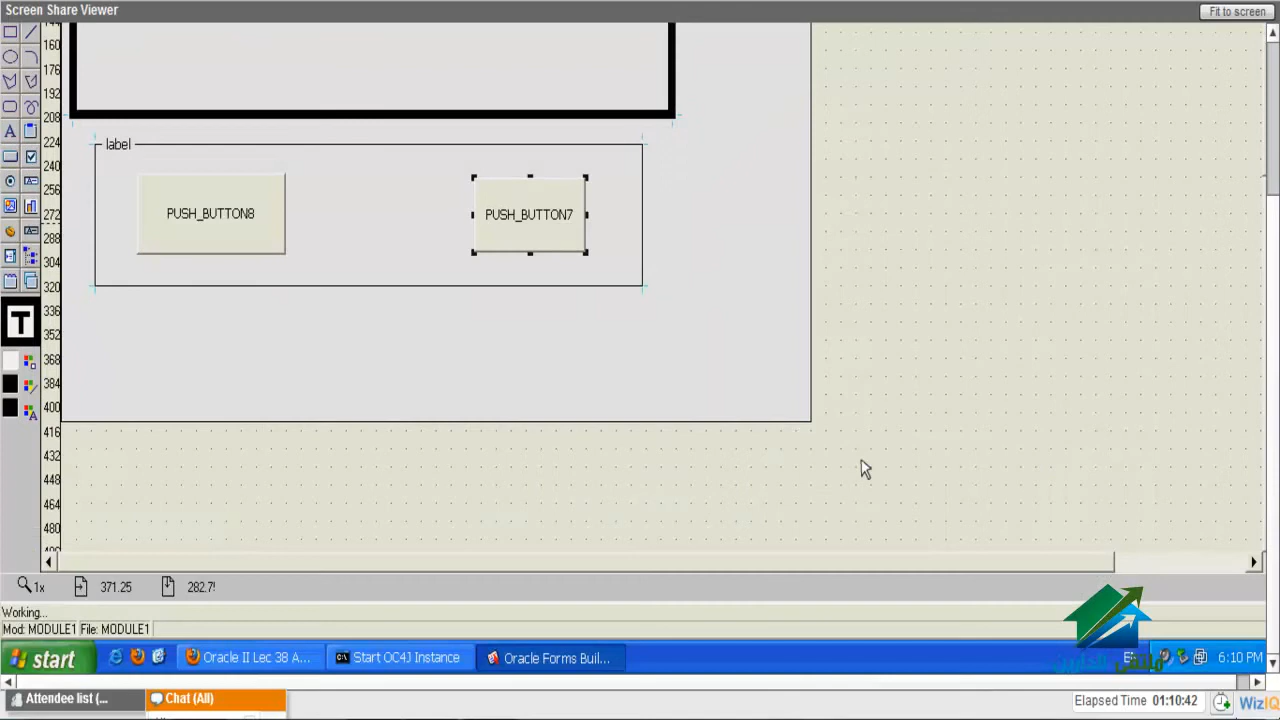 Screen Share Viewer
Fit to screen
144
160
176
192
208
224
240
256
272
288
304
320
336
352
368
384
400
416
432
448
464
480
label
PUSH_BUTTON8
PUSH_BUTTON7
A
T
1x
371.25
282.7!
Working...
Mod: MODULE1
File: MODULE1
start
Oracle II Lec 38 A...
Start OC4J Instance
Oracle Forms Buil...
6:10 PM
Attendee list (...
Chat (All)
Elapsed Time 01:10:42
WizIQ